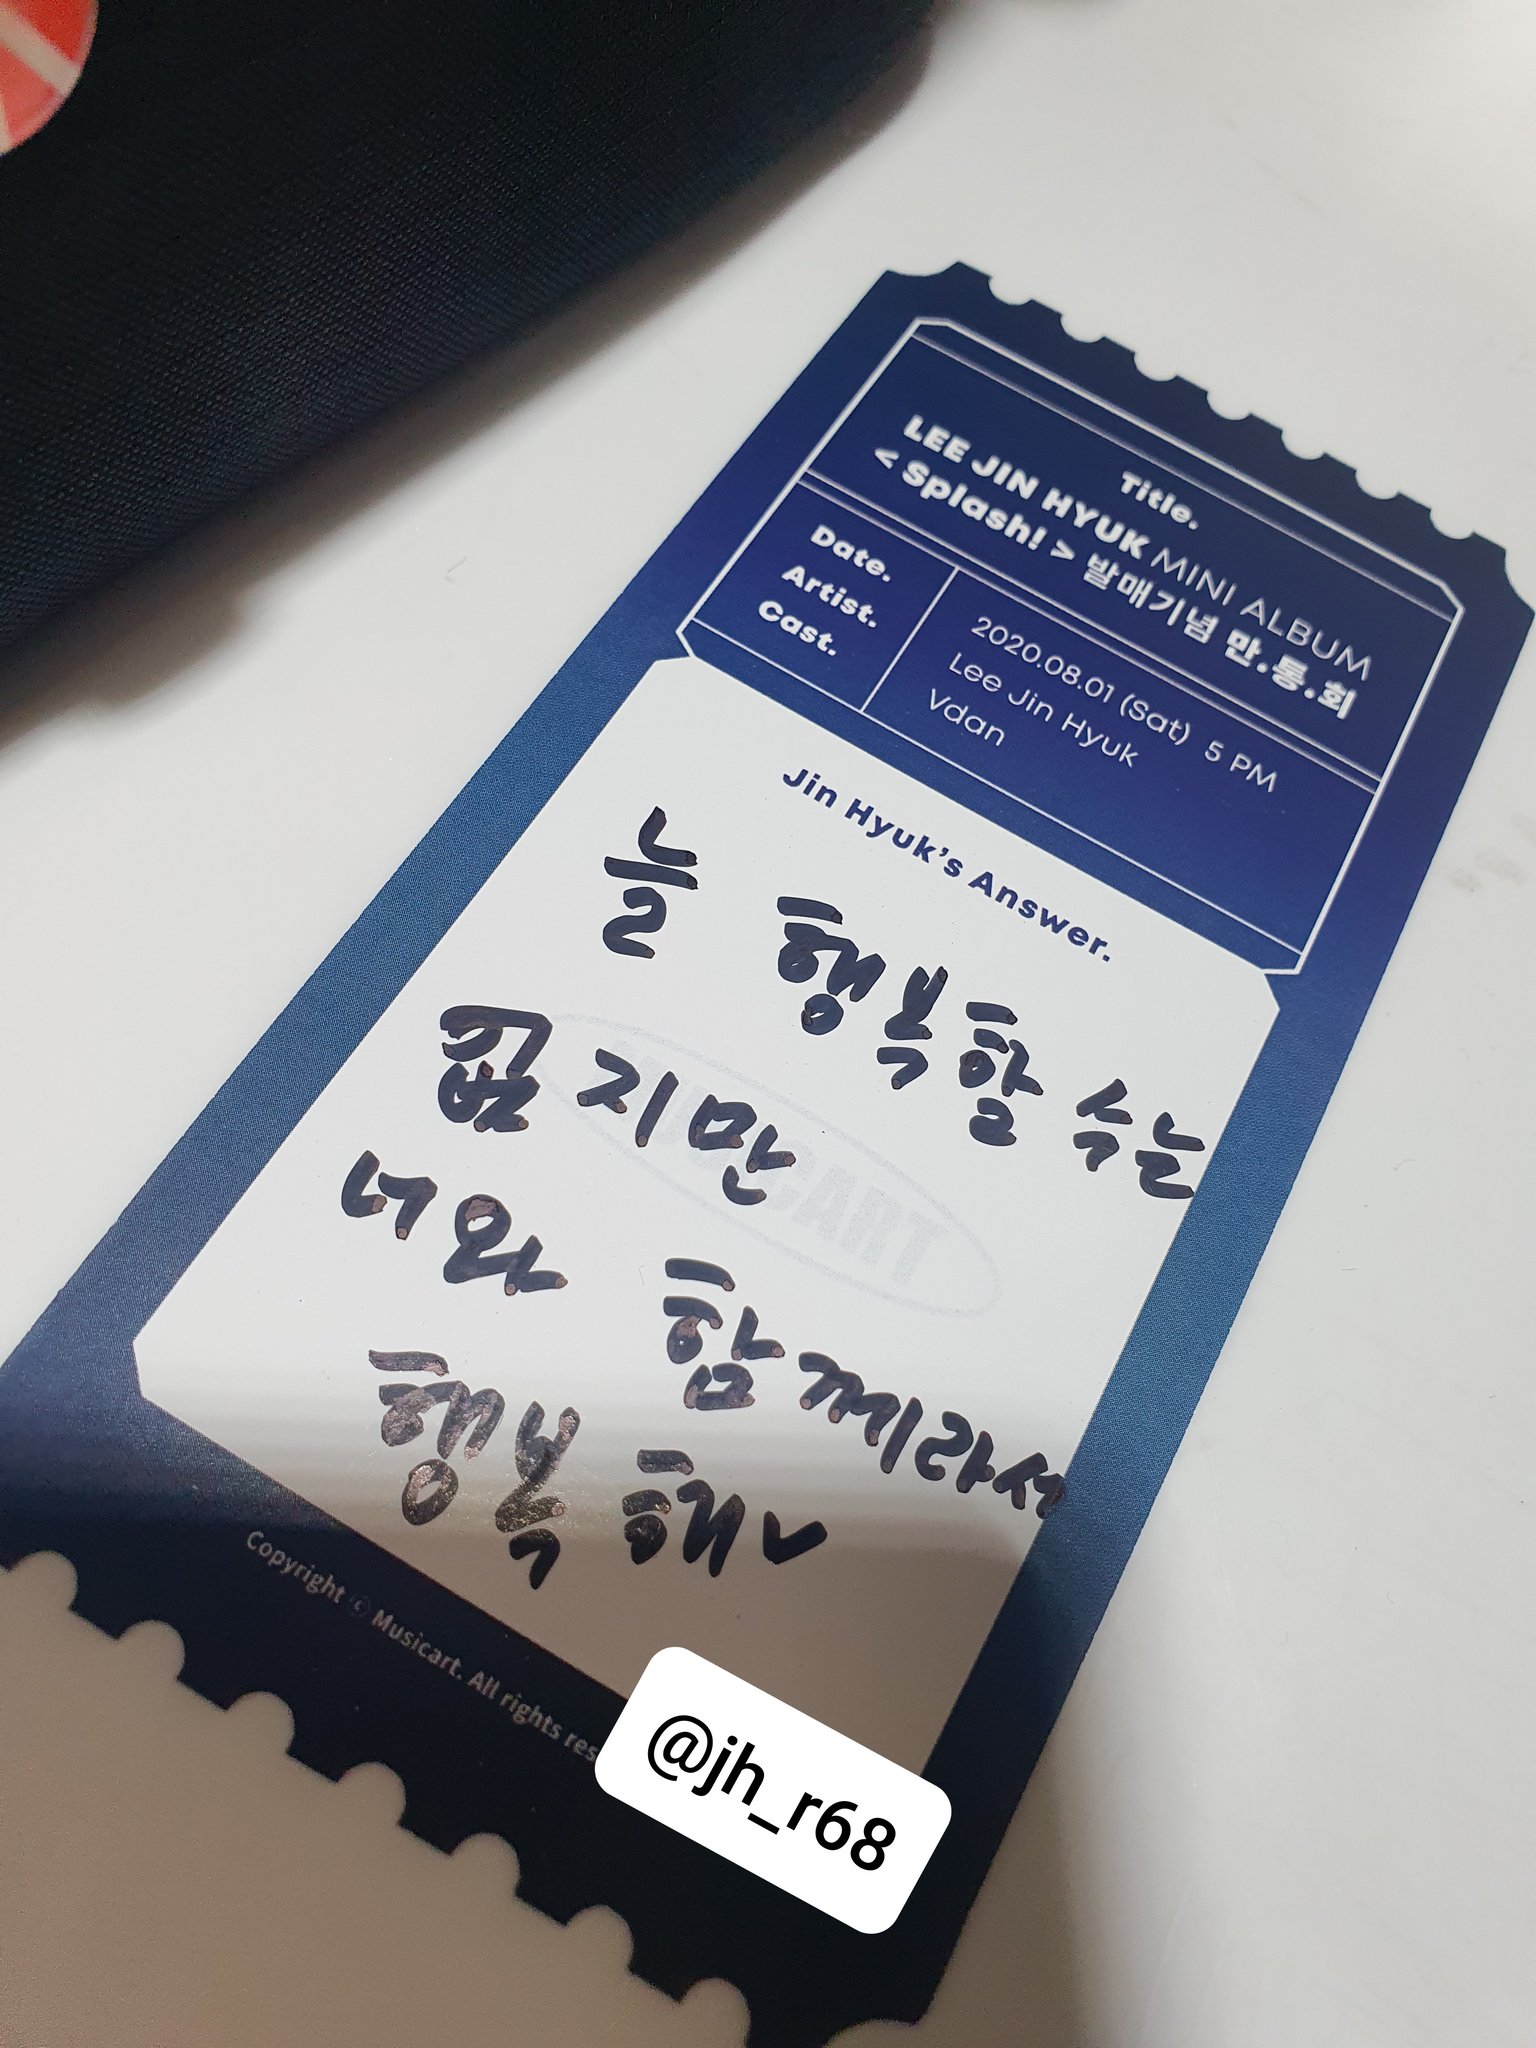 Title.
LEE JIN HYUK MINI ALBUM
< Splash! > 발매기념 만.통.회
Date. 2020.08.01 (Sat) 5 PM
Artist. Lee Jin Hyuk
Cast. Vdan
Jin Hyuk's Answer.
늘 행복할 수는
없지만
너와 함께라서
행복해
MUSICART
Copyright ⓒ Musicart. All rights res
@jh_r68